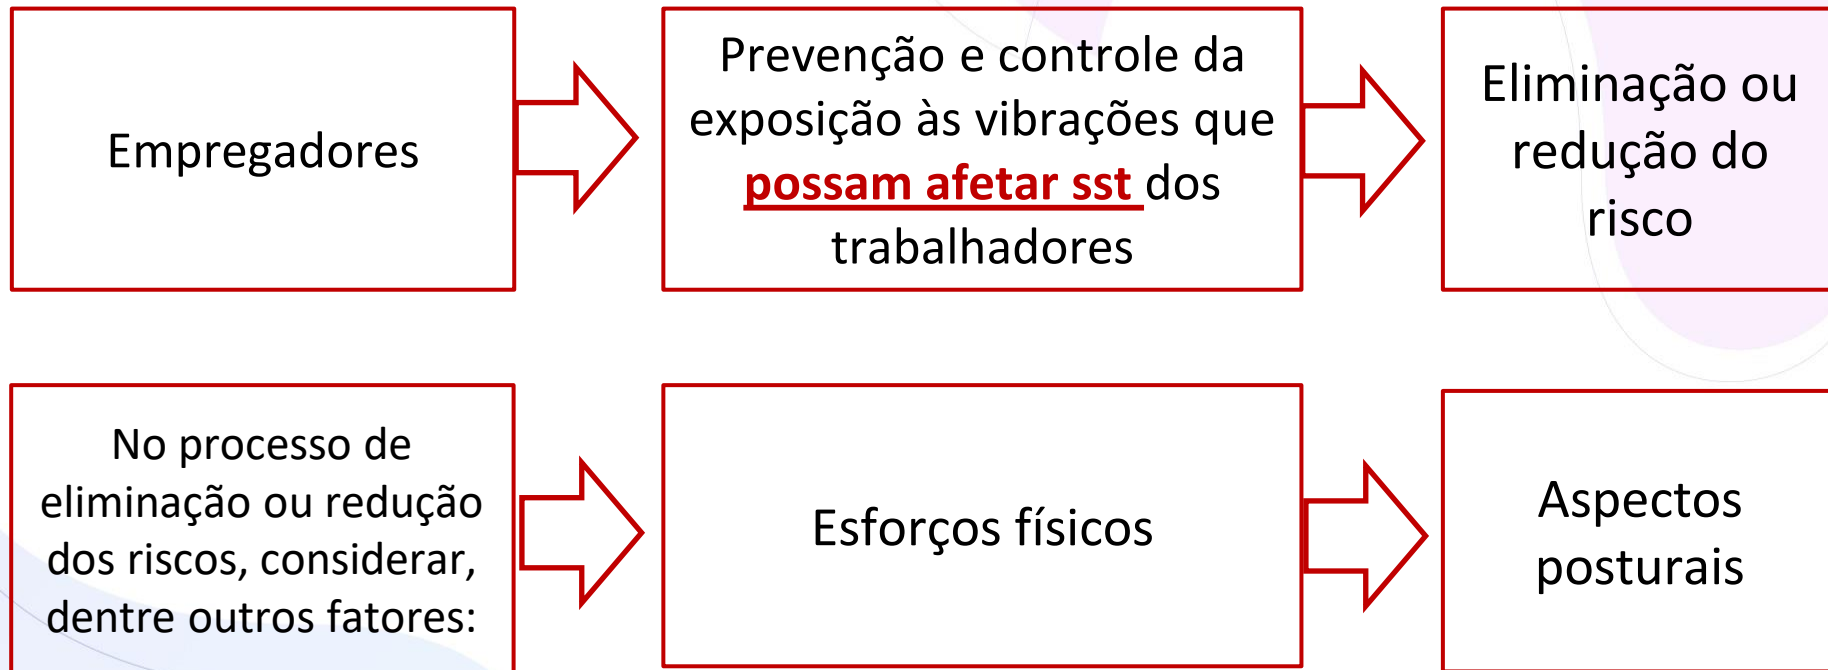 Empregadores
Prevenção e controle da
exposição às vibrações que
possam afetar sst dos
trabalhadores
Eliminação ou
redução do
risco
No processo de
eliminação ou redução
dos riscos, considerar,
dentre outros fatores:
Esforços físicos
Aspectos
posturais